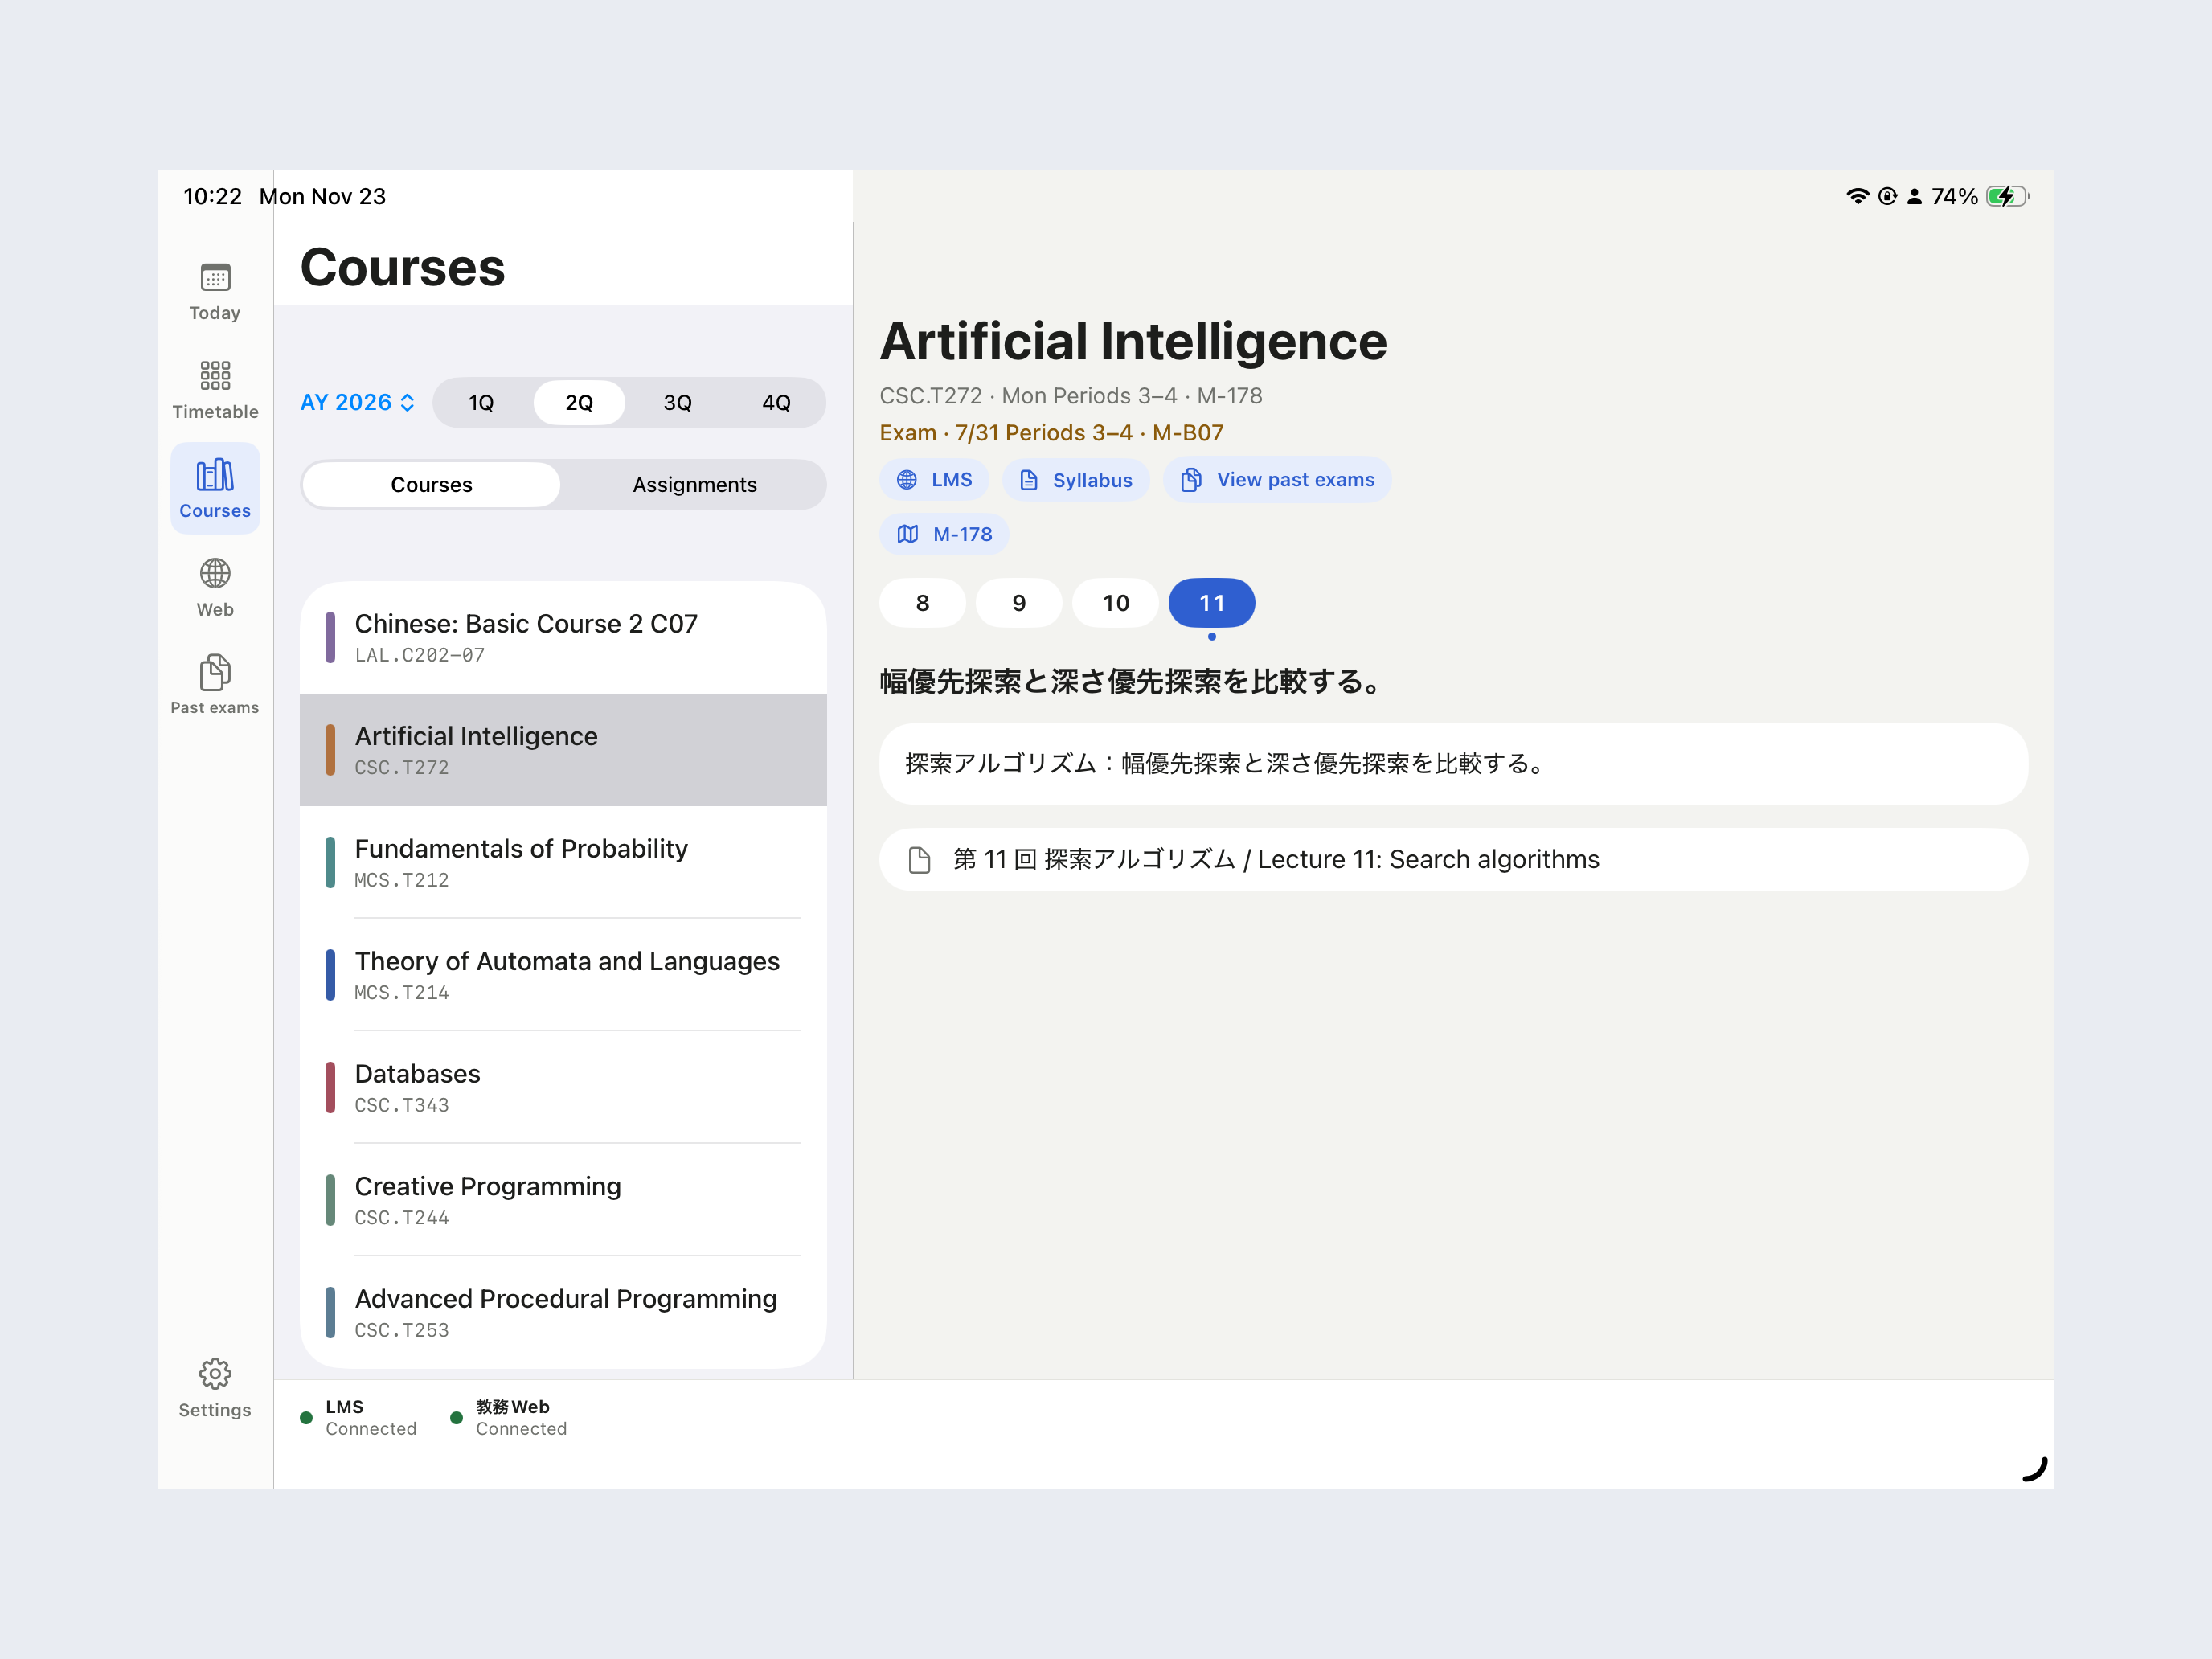 10:22 Mon Nov 23
74%
Today
Timetable
Courses
Web
Past exams
Settings
Courses
AY 2026
1Q 2Q 3Q 4Q
Courses Assignments
Chinese: Basic Course 2 C07
LAL.C202-07
Artificial Intelligence
CSC.T272
Fundamentals of Probability
MCS.T212
Theory of Automata and Languages
MCS.T214
Databases
CSC.T343
Creative Programming
CSC.T244
Advanced Procedural Programming
CSC.T253
Artificial Intelligence
CSC.T272 · Mon Periods 3–4 · M-178
Exam · 7/31 Periods 3–4 · M-B07
LMS Syllabus View past exams
M-178
8 9 10 11
幅優先探索と深さ優先探索を比較する。
探索アルゴリズム：幅優先探索と深さ優先探索を比較する。
第 11 回 探索アルゴリズム / Lecture 11: Search algorithms
LMS
Connected
教務Web
Connected